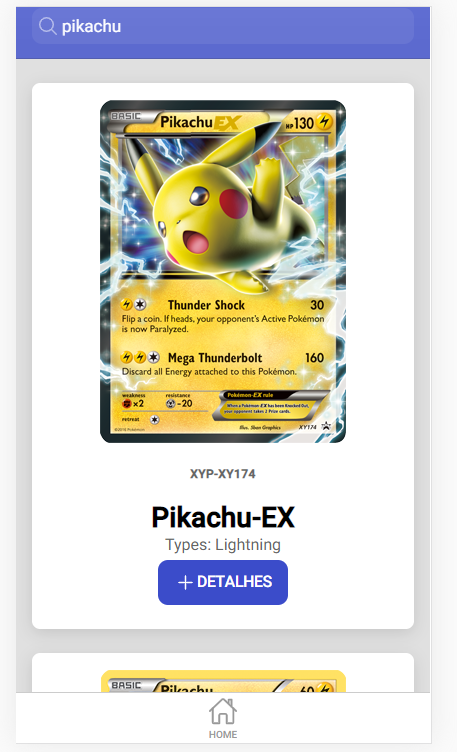 pikachu
BASIC Pikachu EX HP 130
Thunder Shock 30
Flip a coin. If heads, your opponent's Active Pokémon
is now Paralyzed.
Mega Thunderbolt 160
Discard all Energy attached to this Pokémon.
weakness resistance Pokémon-EX rule
×2 -20 When a Pokémon-EX has been Knocked Out,
your opponent takes 2 Prize cards.
retreat
©2015 Pokémon Illus. 5ban Graphics XY174
XYP-XY174
Pikachu-EX
Types: Lightning
+ DETALHES
BASIC Pikachu 60
HOME